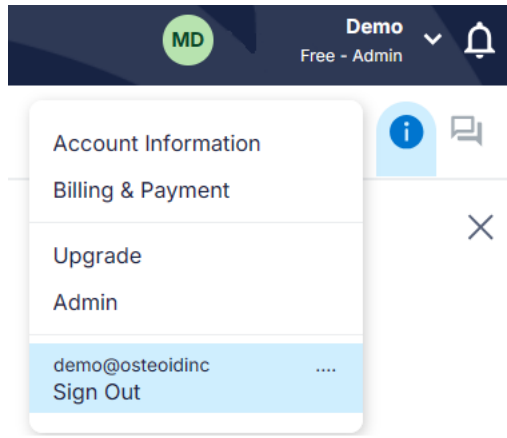 MD
Demo
Free - Admin
Account Information
Billing & Payment
Upgrade
Admin
demo@osteoidinc ....
Sign Out